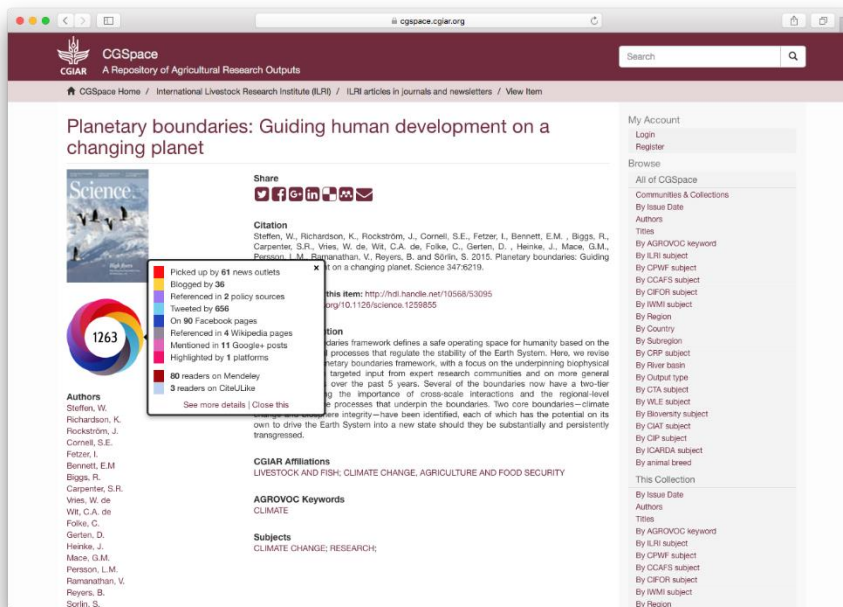 cgspace.cgiar.org
CGIAR
CGSpace
A Repository of Agricultural Research Outputs
Search
CGSpace Home / International Livestock Research Institute (ILRI) / ILRI articles in journals and newsletters / View Item
Planetary boundaries: Guiding human development on a
changing planet
Science
Share
Citation
Steffen, W., Richardson, K., Rockström, J., Cornell, S.E., Fetzer, I., Bennett, E.M. , Biggs, R.,
Carpenter, S.R., Vries, W. de, Wit, C.A. de, Folke, C., Gerten, D. , Heinke, J., Mace, G.M.,
Persson, L.M., Ramanathan, V., Reyers, B. and Sörlin, S. 2015. Planetary boundaries: Guiding
t on a changing planet. Science 347:6219.
this item: http://hdl.handle.net/10568/53095
org/10.1126/science.1259855
tion
daries framework defines a safe operating space for humanity based on the
processes that regulate the stability of the Earth System. Here, we revise
netary boundaries framework, with a focus on the underpinning biophysical
targeted input from expert research communities and on more general
over the past 5 years. Several of the boundaries now have a two-tier
ng the importance of cross-scale interactions and the regional-level
e processes that underpin the boundaries. Two core boundaries—climate
change and biosphere integrity—have been identified, each of which has the potential on its
own to drive the Earth System into a new state should they be substantially and persistently
transgressed.
CGIAR Affiliations
LIVESTOCK AND FISH; CLIMATE CHANGE, AGRICULTURE AND FOOD SECURITY
AGROVOC Keywords
CLIMATE
Subjects
CLIMATE CHANGE; RESEARCH;
x
Picked up by 61 news outlets
Blogged by 36
Referenced in 2 policy sources
Tweeted by 656
On 90 Facebook pages
Referenced in 4 Wikipedia pages
Mentioned in 11 Google+ posts
Highlighted by 1 platforms
80 readers on Mendeley
3 readers on CiteULike
See more details | Close this
1263
Authors
Steffen, W.
Richardson, K.
Rockström, J.
Cornell, S.E.
Fetzer, I.
Bennett, E.M
Biggs, R.
Carpenter, S.R.
Vries, W. de
Wit, C.A. de
Folke, C.
Gerten, D.
Heinke, J.
Mace, G.M.
Persson, L.M.
Ramanathan, V.
Reyers, B.
Sorlin, S.
My Account
Login
Register
Browse
All of CGSpace
Communities & Collections
By Issue Date
Authors
Titles
By AGROVOC keyword
By ILRI subject
By CPWF subject
By CCAFS subject
By CIFOR subject
By IWMI subject
By Region
By Country
By Subregion
By CRP subject
By River basin
By Output type
By CTA subject
By WLE subject
By Bioversity subject
By CIAT subject
By CIP subject
By ICARDA subject
By animal breed
This Collection
By Issue Date
Authors
Titles
By AGROVOC keyword
By ILRI subject
By CPWF subject
By CCAFS subject
By CIFOR subject
By IWMI subject
By Region